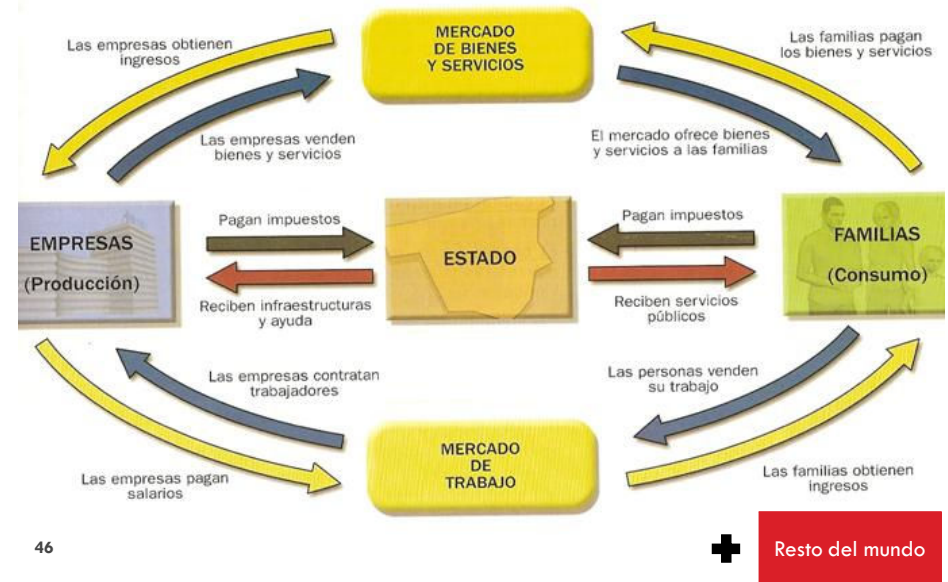 MERCADO
DE BIENES
Y SERVICIOS
Las empresas obtienen
ingresos
Las familias pagan
los bienes y servicios
Las empresas venden
bienes y servicios
El mercado ofrece bienes
y servicios a las familias
EMPRESAS
(Producción)
Pagan impuestos
Reciben infraestructuras
y ayuda
ESTADO
Pagan impuestos
Reciben servicios
públicos
FAMILIAS
(Consumo)
Las empresas contratan
trabajadores
Las personas venden
su trabajo
Las empresas pagan
salarios
MERCADO
DE
TRABAJO
Las familias obtienen
ingresos
46
Resto del mundo